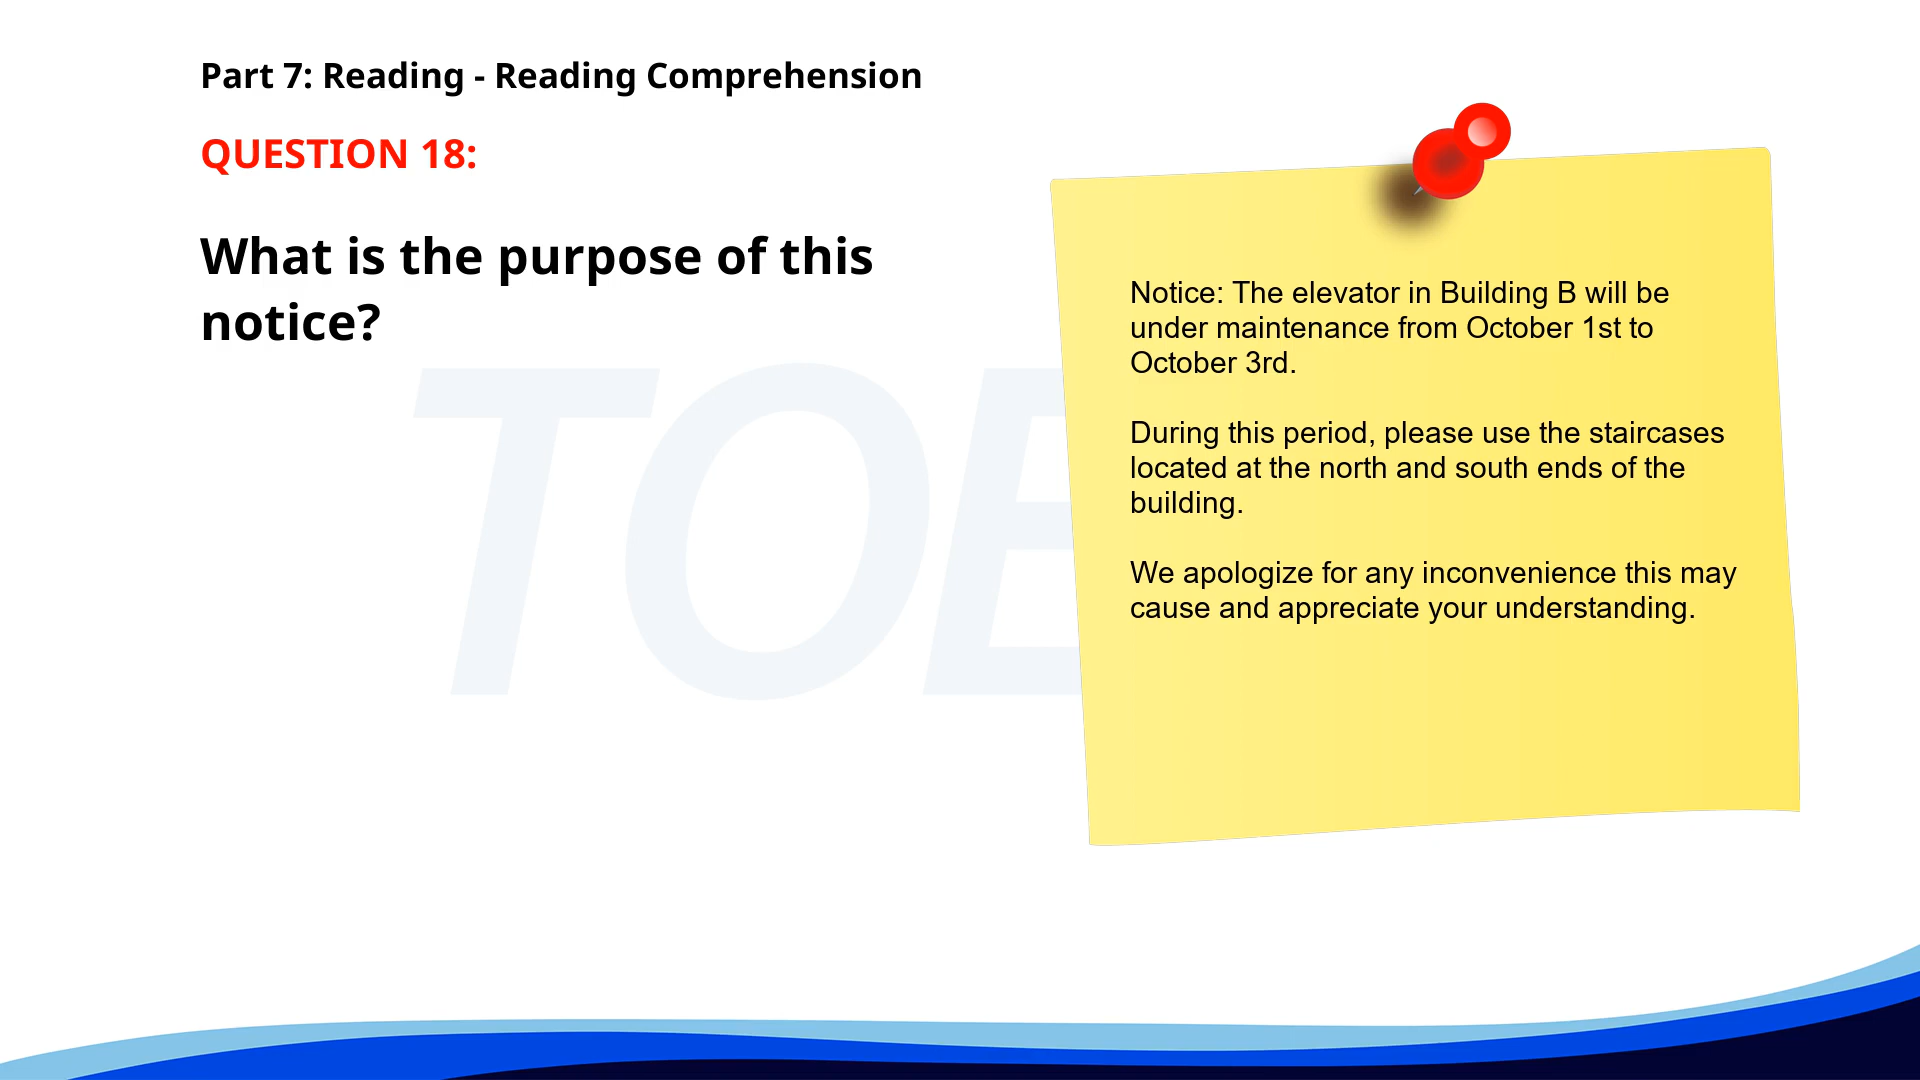 Part 7: Reading - Reading Comprehension
QUESTION 18:
What is the purpose of this
notice?
Notice: The elevator in Building B will be
under maintenance from October 1st to
October 3rd.
During this period, please use the staircases
located at the north and south ends of the
building.
We apologize for any inconvenience this may
cause and appreciate your understanding.